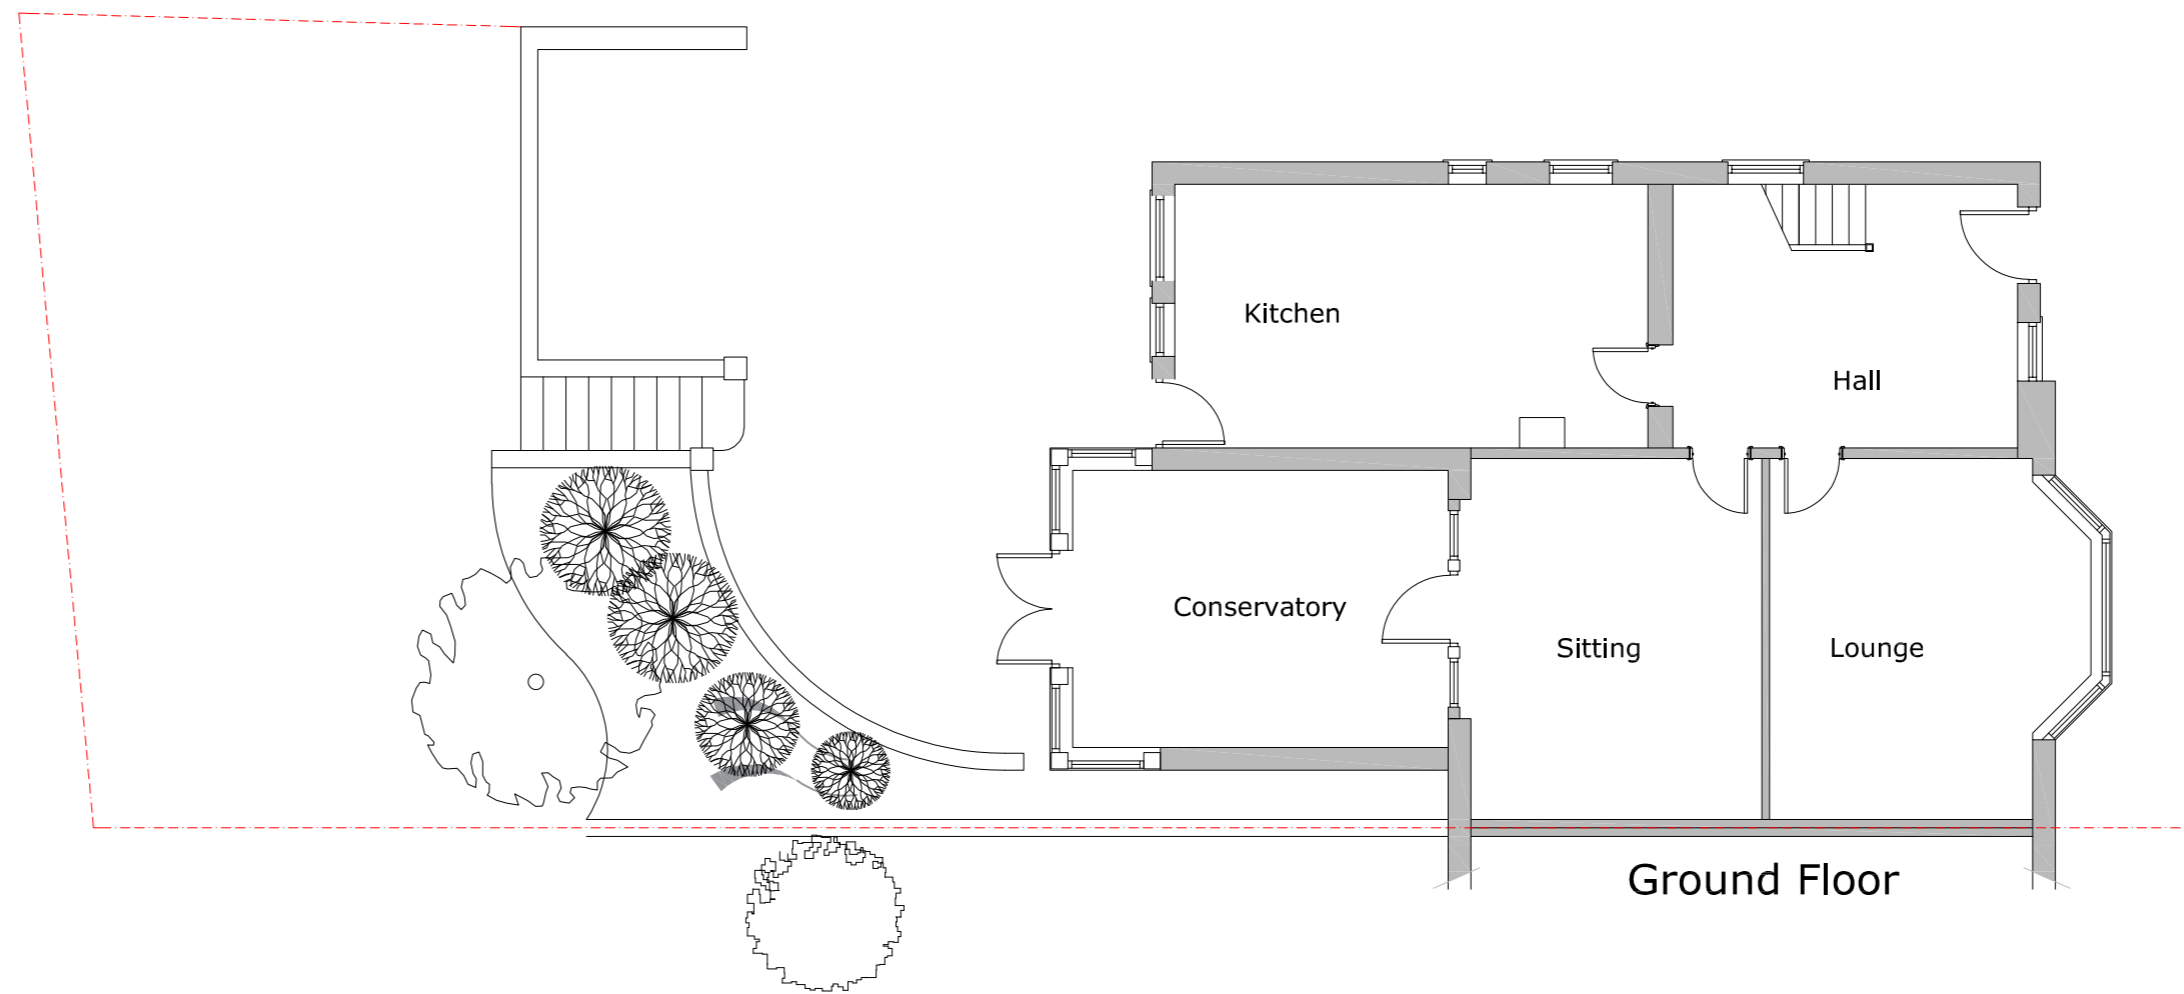 Kitchen
Hall
Conservatory
Sitting
Lounge
Ground Floor